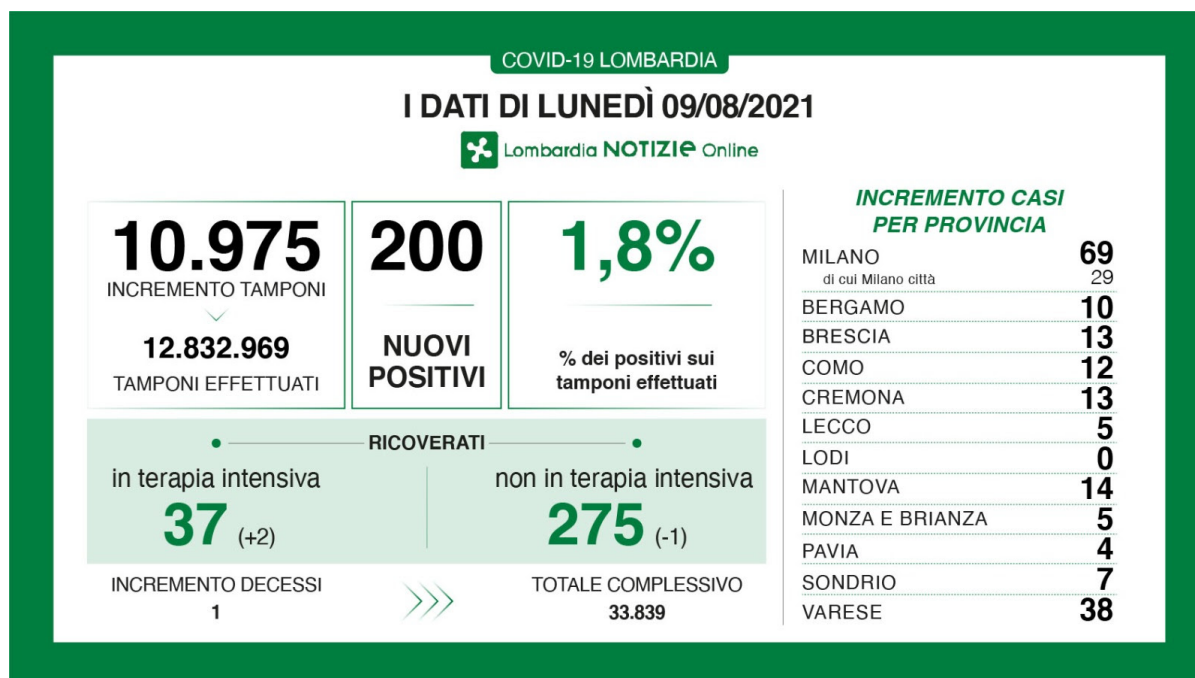 COVID-19 LOMBARDIA
I DATI DI LUNEDÌ 09/08/2021
Lombardia NOTIZIE Online
10.975
INCREMENTO TAMPONI
12.832.969
TAMPONI EFFETTUATI
200
NUOVI
POSITIVI
1,8%
% dei positivi sui
tamponi effettuati
RICOVERATI
in terapia intensiva
37 (+2)
non in terapia intensiva
275 (-1)
INCREMENTO DECESSI
1
TOTALE COMPLESSIVO
33.839
INCREMENTO CASI
PER PROVINCIA
MILANO 69
di cui Milano città 29
BERGAMO 10
BRESCIA 13
COMO 12
CREMONA 13
LECCO 5
LODI 0
MANTOVA 14
MONZA E BRIANZA 5
PAVIA 4
SONDRIO 7
VARESE 38